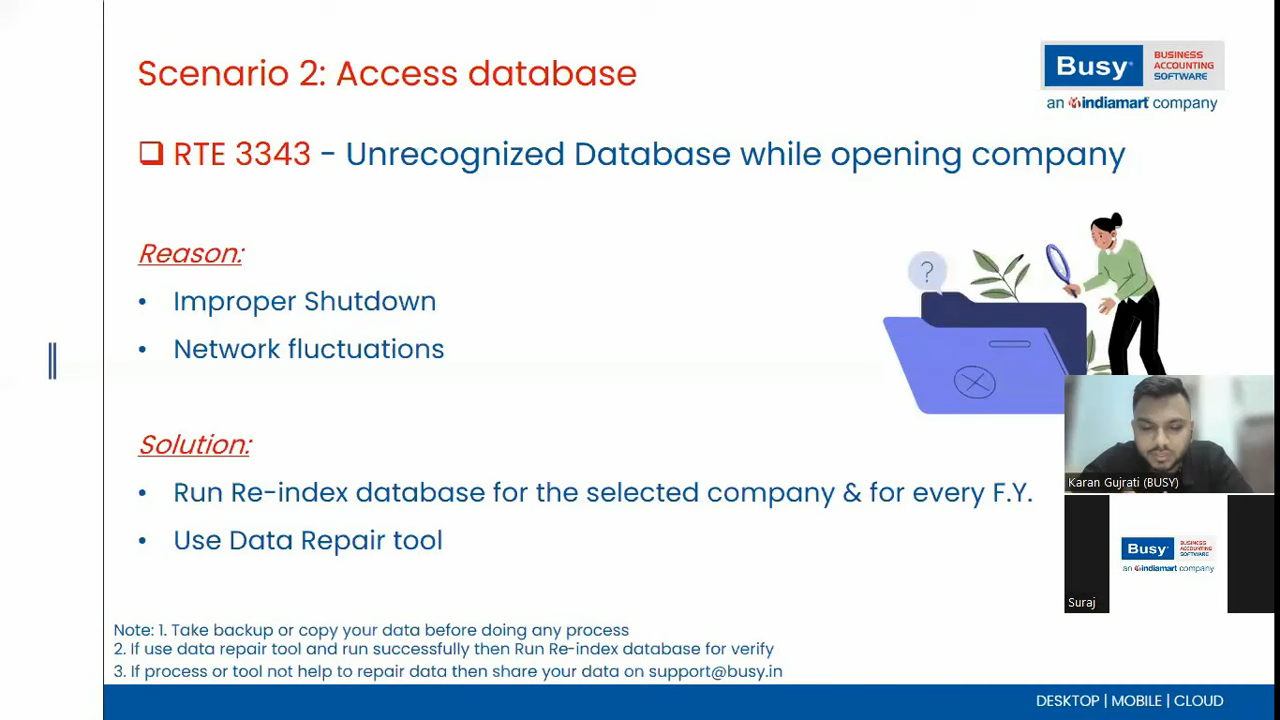 Scenario 2: Access database
Busy
BUSINESS
ACCOUNTING
SOFTWARE
an indiamart company
RTE 3343 - Unrecognized Database while opening company
Reason:
• Improper Shutdown
• Network fluctuations
?
Solution:
• Run Re-index database for the selected company & for every F.Y.
• Use Data Repair tool
Karan Gujrati (BUSY)
Busy
BUSINESS
ACCOUNTING
SOFTWARE
an indiamart company
Suraj
Note: 1. Take backup or copy your data before doing any process
2. If use data repair tool and run successfully then Run Re-index database for verify
3. If process or tool not help to repair data then share your data on support@busy.in
DESKTOP | MOBILE | CLOUD